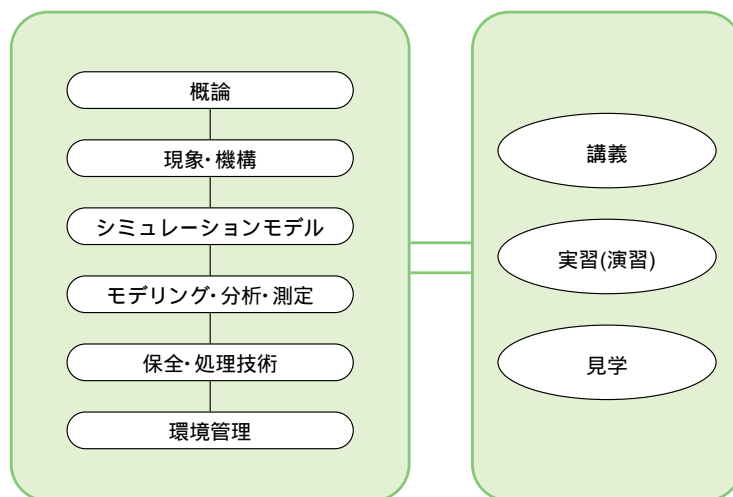 概論
現象・機構
シミュレーションモデル
モデリング・分析・測定
保全・処理技術
環境管理
講義
実習(演習)
見学